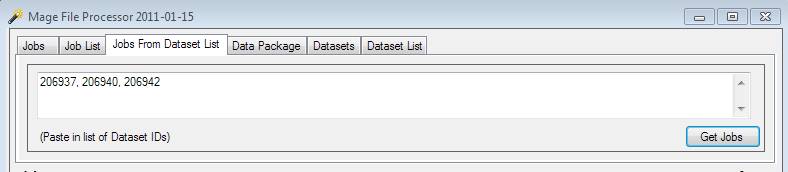 Mage File Processor 2011-01-15
Jobs Job List Jobs From Dataset List Data Package Datasets Dataset List
206937, 206940, 206942
(Paste in list of Dataset IDs) Get Jobs